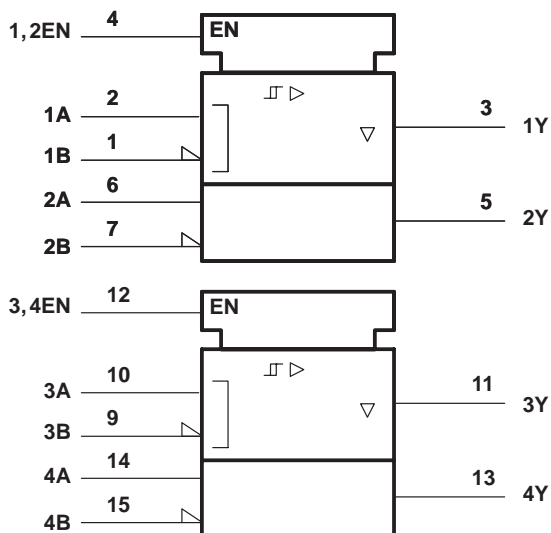 1, 2EN 4 EN
1A 2
1B 1
3 1Y
2A 6
2B 7
5 2Y
3, 4EN 12 EN
3A 10
3B 9
11 3Y
4A 14
4B 15
13 4Y